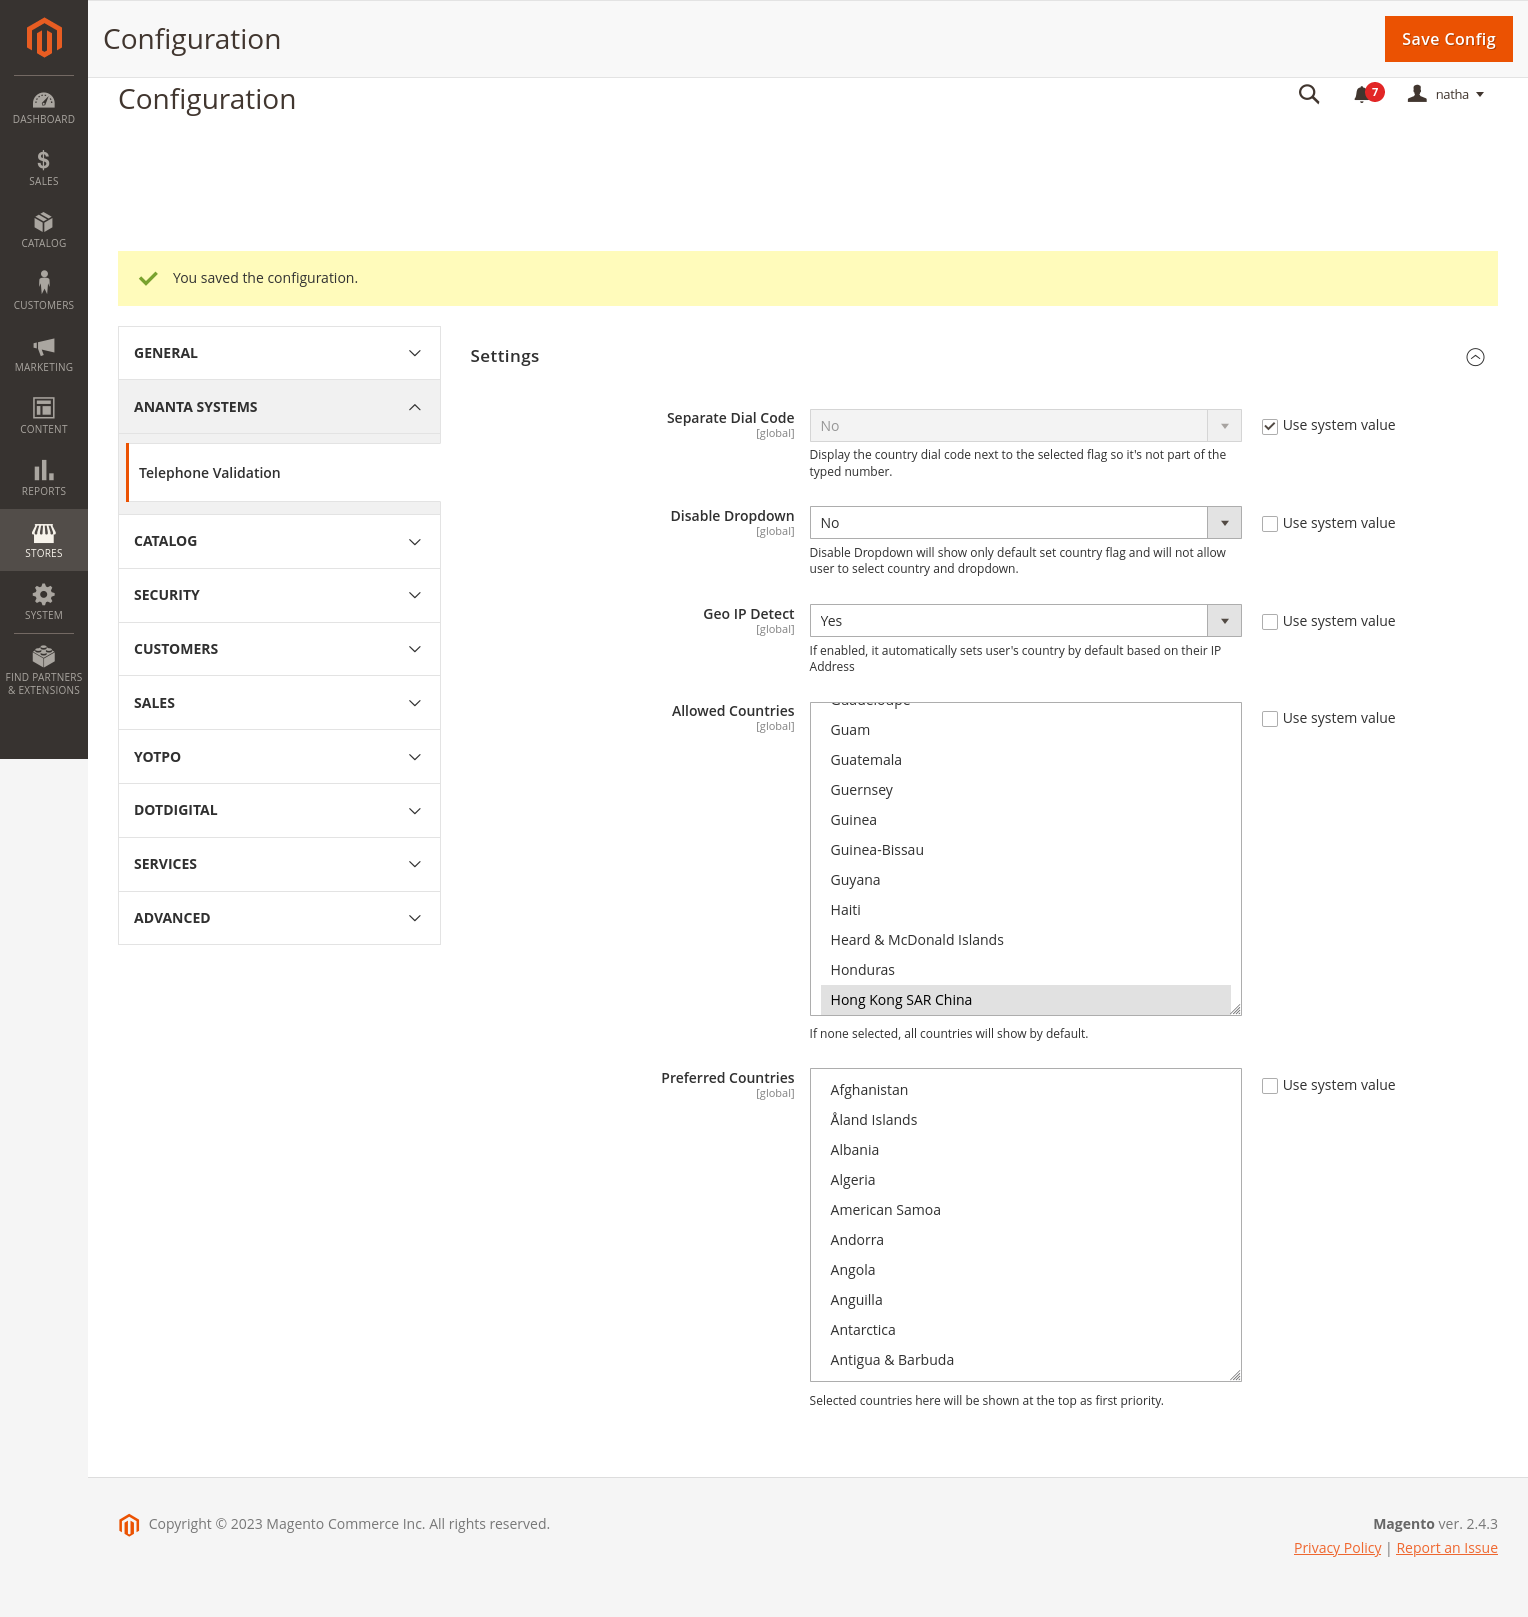 Configuration
Save Config
Configuration
7
natha
DASHBOARD
SALES
CATALOG
CUSTOMERS
MARKETING
CONTENT
REPORTS
STORES
SYSTEM
FIND PARTNERS
& EXTENSIONS
You saved the configuration.
GENERAL
ANANTA SYSTEMS
Telephone Validation
CATALOG
SECURITY
CUSTOMERS
SALES
YOTPO
DOTDIGITAL
SERVICES
ADVANCED
Settings
Separate Dial Code
[global]
No
Use system value
Display the country dial code next to the selected flag so it's not part of the
typed number.
Disable Dropdown
[global]
No
Use system value
Disable Dropdown will show only default set country flag and will not allow
user to select country and dropdown.
Geo IP Detect
[global]
Yes
Use system value
If enabled, it automatically sets user's country by default based on their IP
Address
Allowed Countries
[global]
Use system value
Guam
Guatemala
Guernsey
Guinea
Guinea-Bissau
Guyana
Haiti
Heard & McDonald Islands
Honduras
Hong Kong SAR China
If none selected, all countries will show by default.
Preferred Countries
[global]
Use system value
Afghanistan
Åland Islands
Albania
Algeria
American Samoa
Andorra
Angola
Anguilla
Antarctica
Antigua & Barbuda
Selected countries here will be shown at the top as first priority.
Copyright © 2023 Magento Commerce Inc. All rights reserved.
Magento ver. 2.4.3
Privacy Policy | Report an Issue